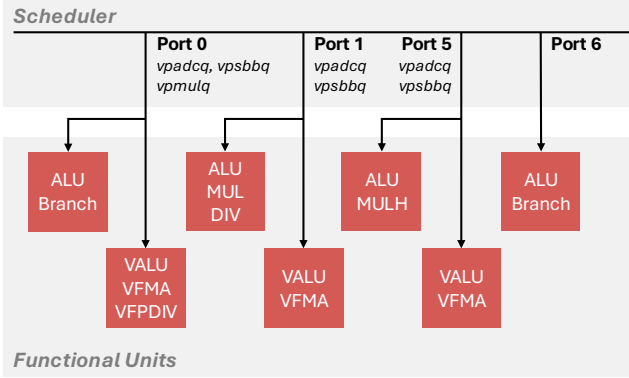 Scheduler
Port 0
vpadcq, vpsbbq
vpmulq
Port 1
vpadcq
vpsbbq
Port 5
vpadcq
vpsbbq
Port 6
ALU
Branch
ALU
MUL
DIV
ALU
MULH
ALU
Branch
VALU
VFMA
VFPDIV
VALU
VFMA
VALU
VFMA
Functional Units